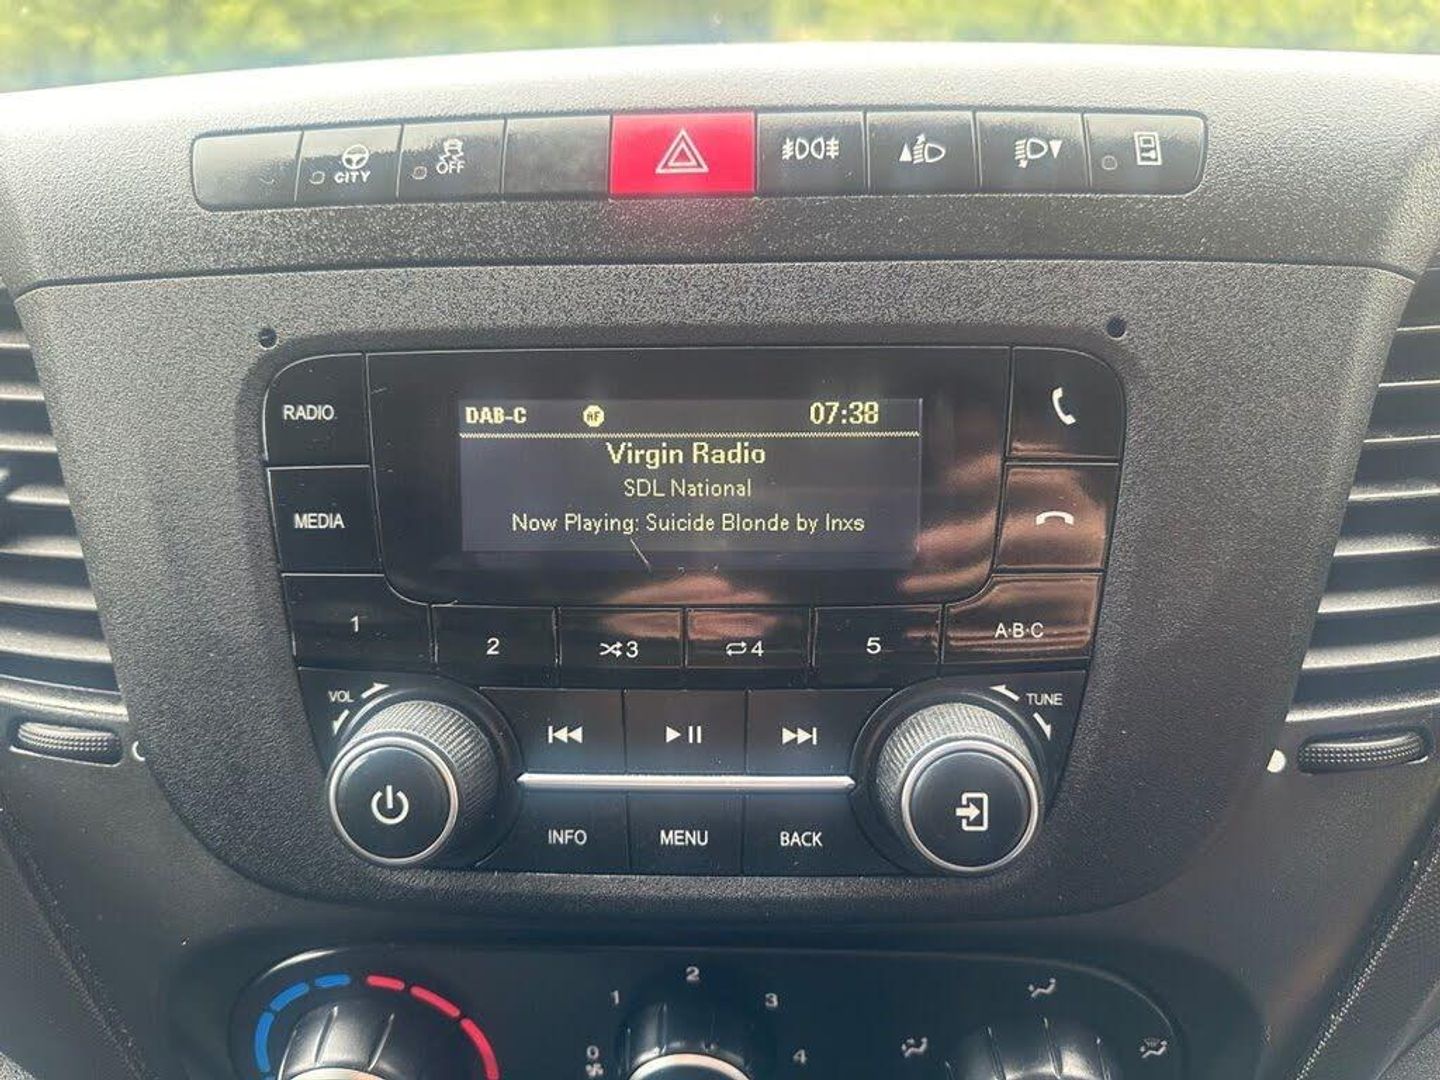 CITY OFF
RADIO
DAB-C AF 07:38
Virgin Radio
SDL National
Now Playing: Suicide Blonde by Inxs
MEDIA
1 2 3 4 5 A·B·C
VOL TUNE
INFO MENU BACK
0 1 2 3 4